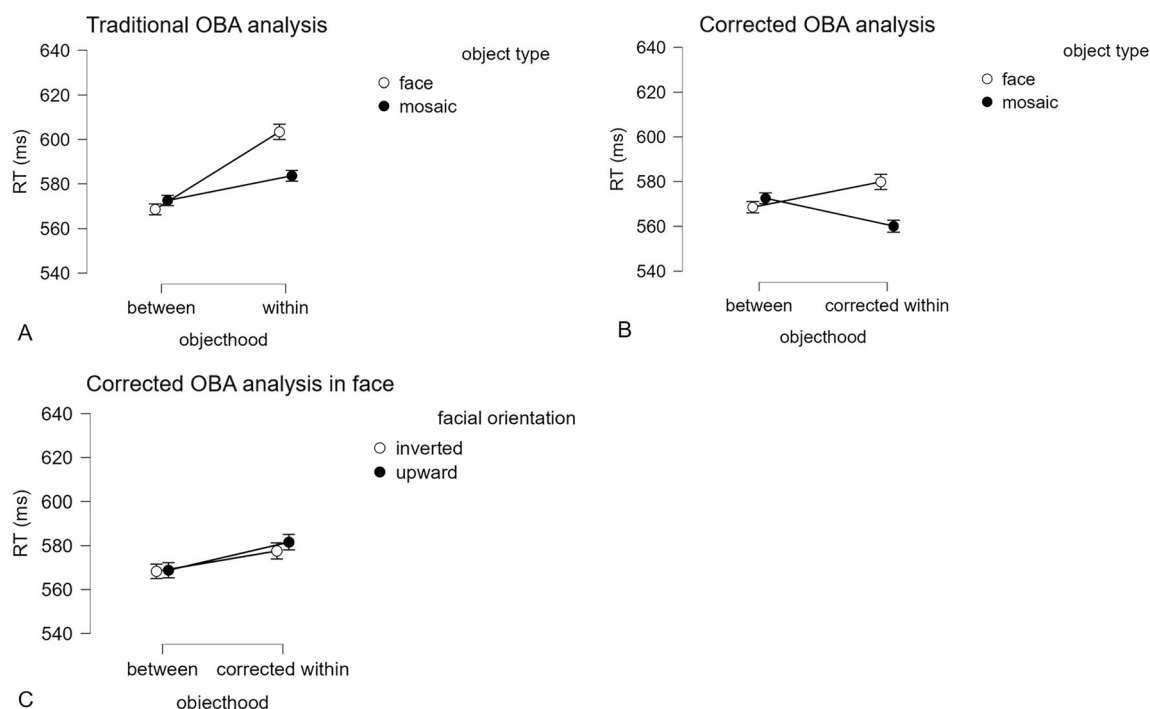 Traditional OBA analysis
object type
face
mosaic
640
620
600
580
560
540
RT (ms)
between within
objecthood
A
Corrected OBA analysis
object type
face
mosaic
640
620
600
580
560
540
RT (ms)
between corrected within
objecthood
B
Corrected OBA analysis in face
facial orientation
inverted
upward
640
620
600
580
560
540
RT (ms)
between corrected within
objecthood
C